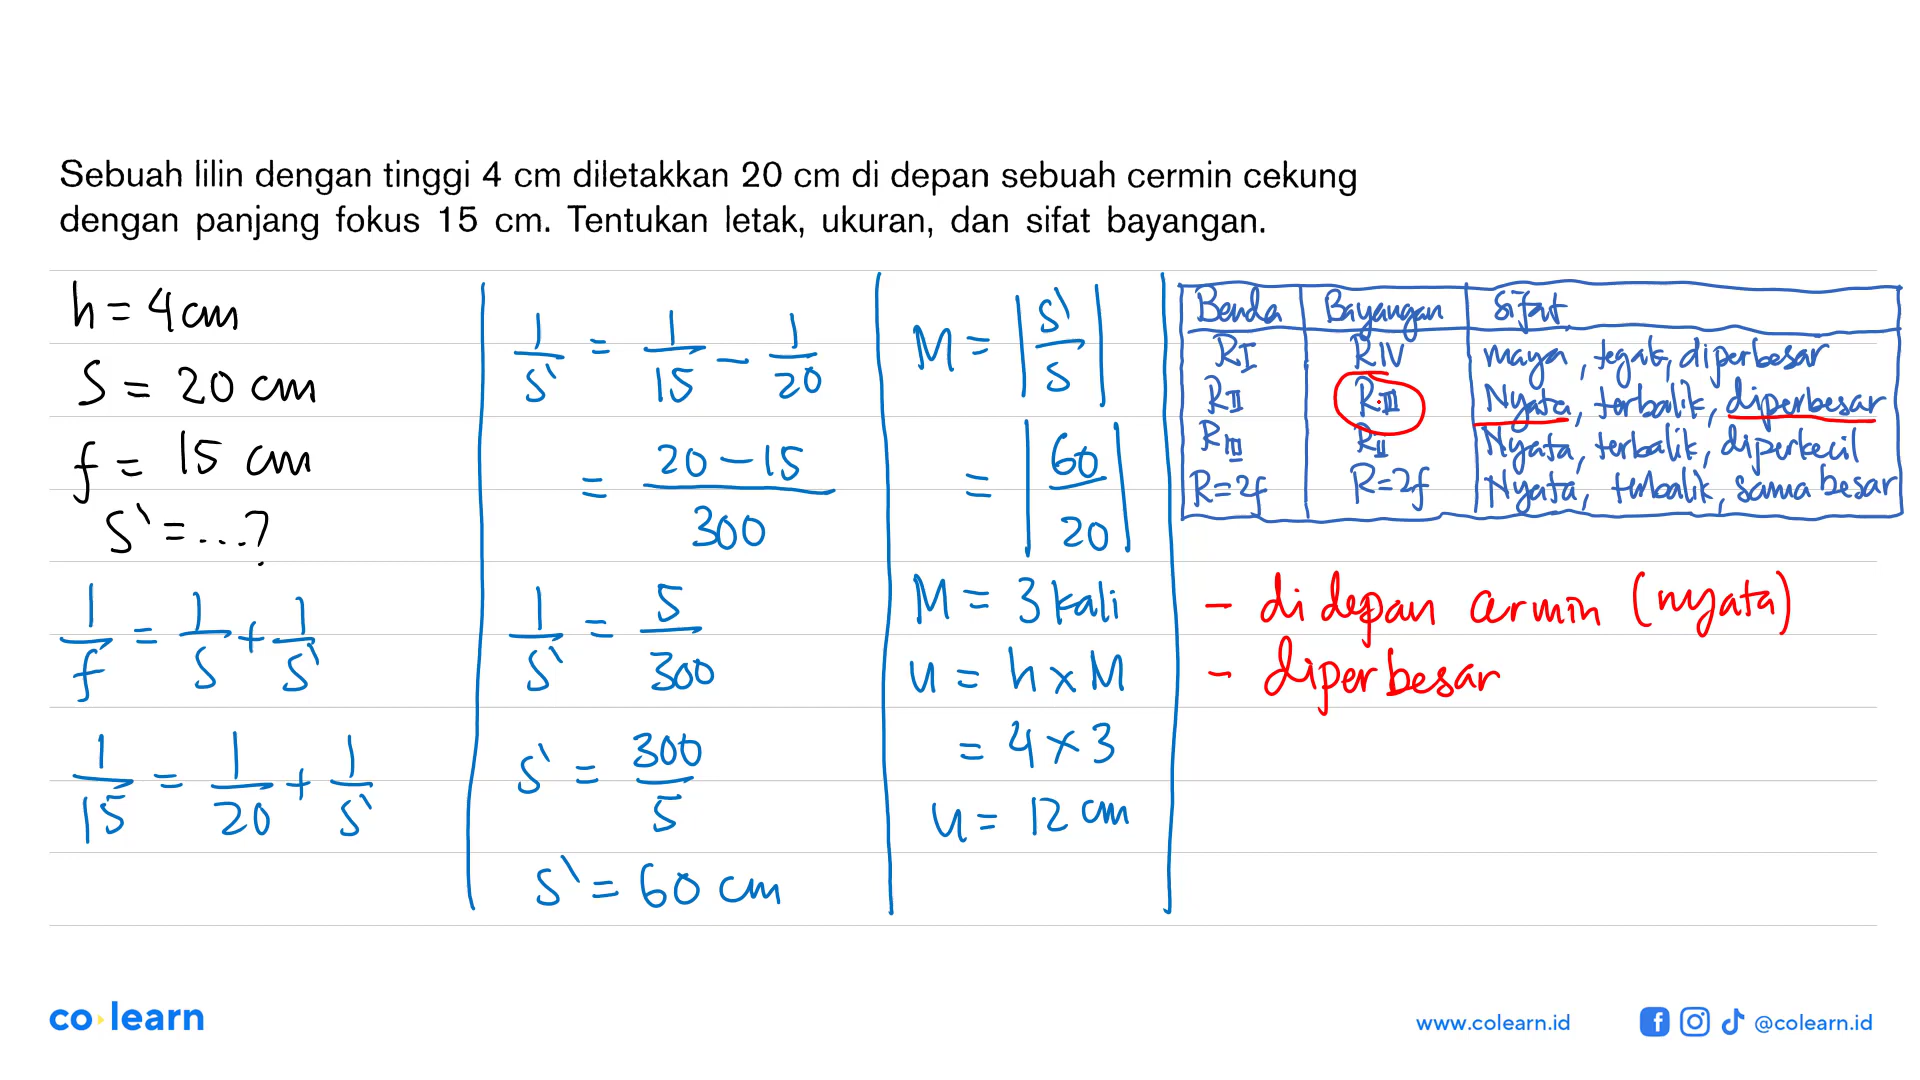 Sebuah lilin dengan tinggi 4 cm diletakkan 20 cm di depan sebuah cermin cekung
dengan panjang fokus 15 cm. Tentukan letak, ukuran, dan sifat bayangan.
h = 4 cm
S = 20 cm
f = 15 cm
S' = ...?
1/f = 1/S + 1/S'
1/15 = 1/20 + 1/S'
1/S' = 1/15 - 1/20
= (20 - 15)/300
1/S' = 5/300
S' = 300/5
S' = 60 cm
M = |S'/S|
= |60/20|
M = 3 kali
u = h x M
= 4 x 3
u = 12 cm
Benda Bayangan Sifat
RI RIV maya, tegak, diperbesar
RII RIII Nyata, terbalik, diperbesar
RIII RII Nyata, terbalik, diperkecil
R=2f R=2f Nyata, terbalik, sama besar
- di depan cermin (nyata)
- diperbesar
co learn
www.colearn.id @colearn.id